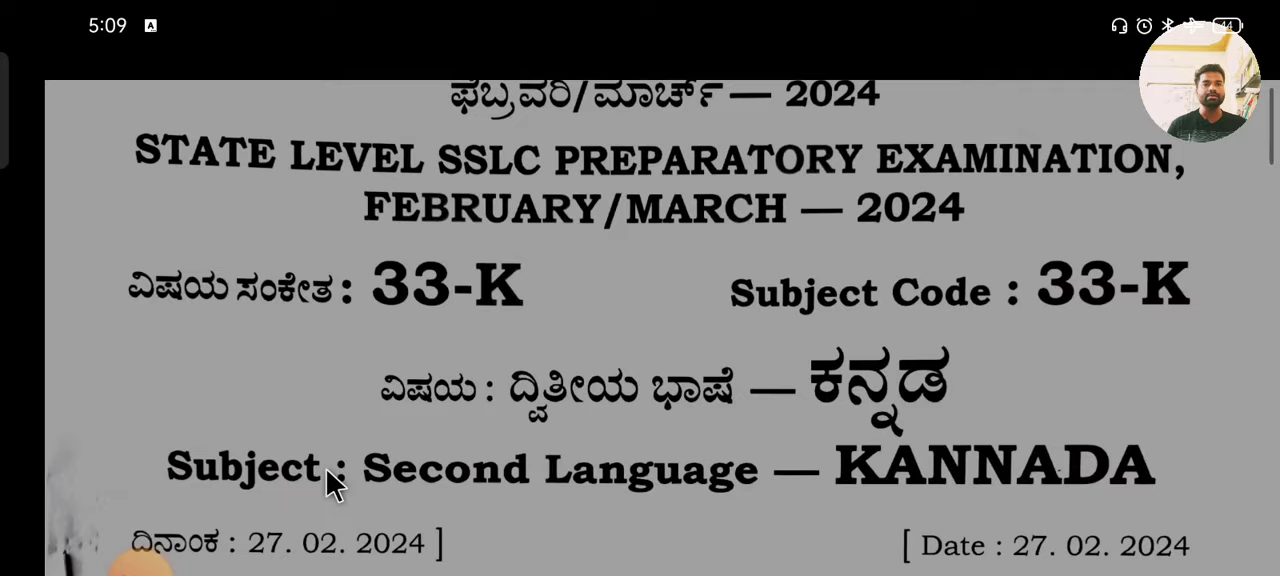 5:09 A 44
ಫೆಬ್ರವರಿ/ಮಾರ್ಚ್ — 2024
STATE LEVEL SSLC PREPARATORY EXAMINATION,
FEBRUARY/MARCH — 2024
ವಿಷಯ ಸಂಕೇತ : 33-K Subject Code : 33-K
ವಿಷಯ : ದ್ವಿತೀಯ ಭಾಷೆ — ಕನ್ನಡ
Subject : Second Language — KANNADA
ದಿನಾಂಕ : 27. 02. 2024 ] [ Date : 27. 02. 2024